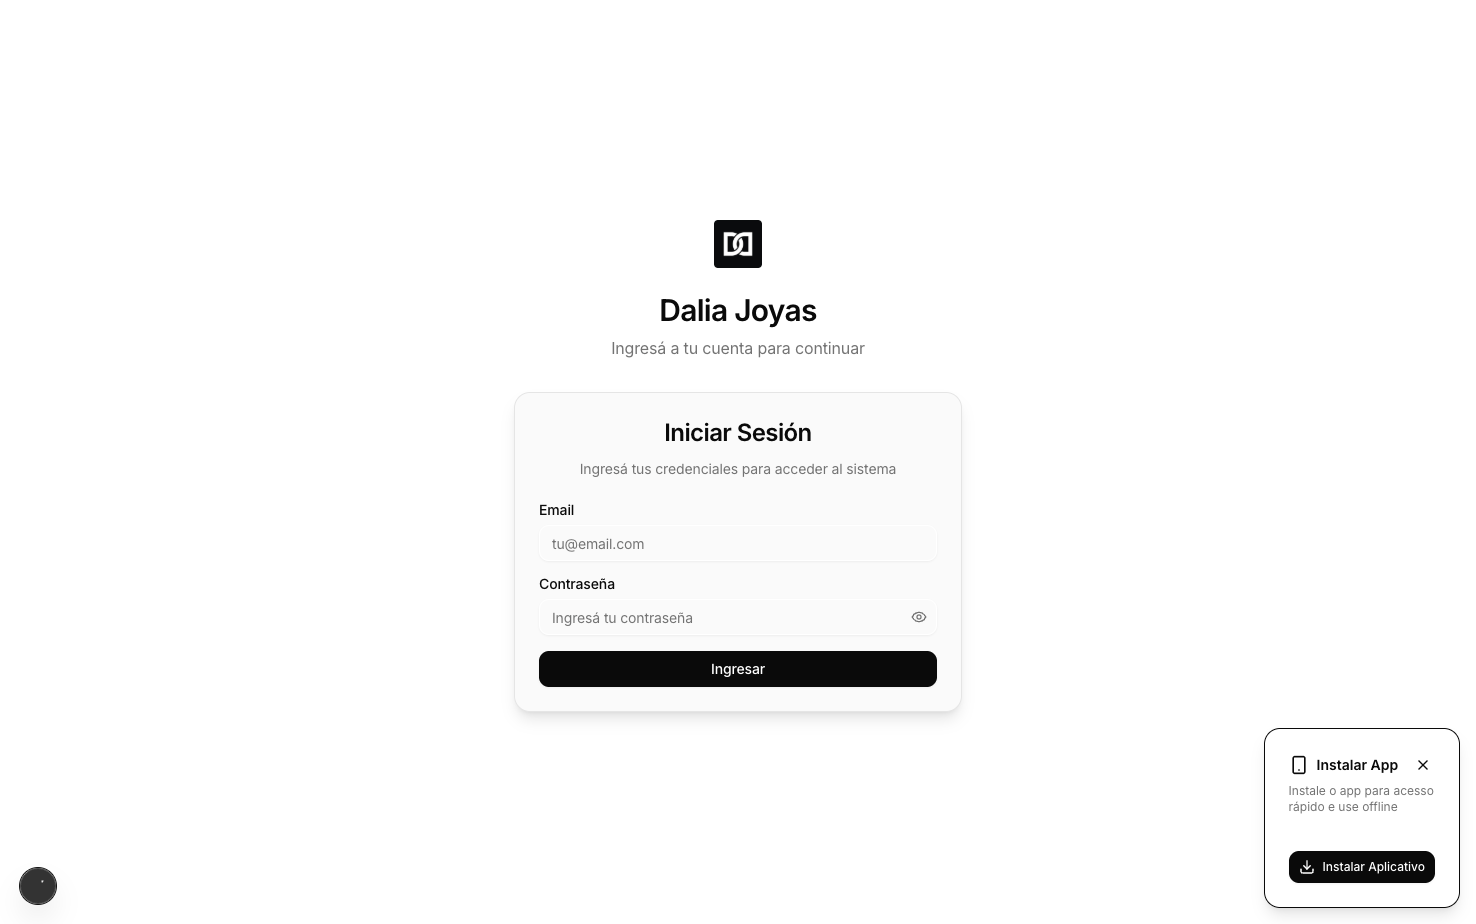 Dalia Joyas
Ingresá a tu cuenta para continuar
Iniciar Sesión
Ingresá tus credenciales para acceder al sistema
Email
tu@email.com
Contraseña
Ingresá tu contraseña
Ingresar
Instalar App
Instale o app para acesso
rápido e use offline
Instalar Aplicativo